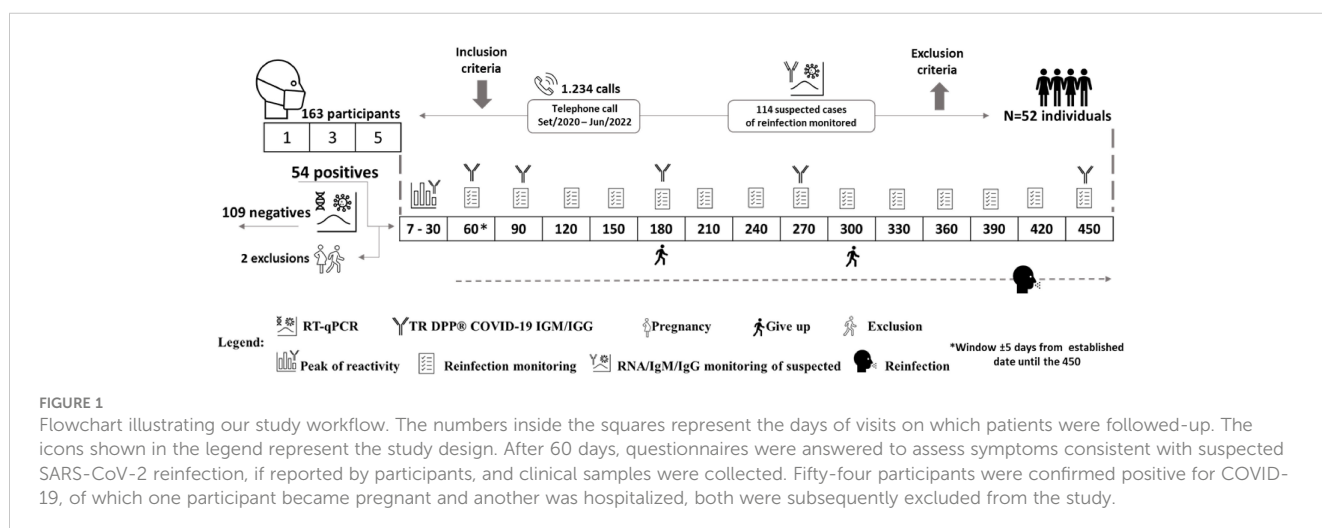 Inclusion
criteria
1.234 calls
Telephone call
Set/2020 – Jun/2022
114 suspected cases
of reinfection monitored
Exclusion
criteria
163 participants
N=52 individuals
1 3 5
54 positives
109 negatives
2 exclusions
7 - 30 60* 90 120 150 180 210 240 270 300 330 360 390 420 450
Legend:
RT-qPCR
TR DPP® COVID-19 IGM/IGG
Pregnancy
Give up
Exclusion
Peak of reactivity
Reinfection monitoring
RNA/IgM/IgG monitoring of suspected
Reinfection
*Window ±5 days from established
date until the 450
FIGURE 1
Flowchart illustrating our study workflow. The numbers inside the squares represent the days of visits on which patients were followed-up. The
icons shown in the legend represent the study design. After 60 days, questionnaires were answered to assess symptoms consistent with suspected
SARS-CoV-2 reinfection, if reported by participants, and clinical samples were collected. Fifty-four participants were confirmed positive for COVID-
19, of which one participant became pregnant and another was hospitalized, both were subsequently excluded from the study.